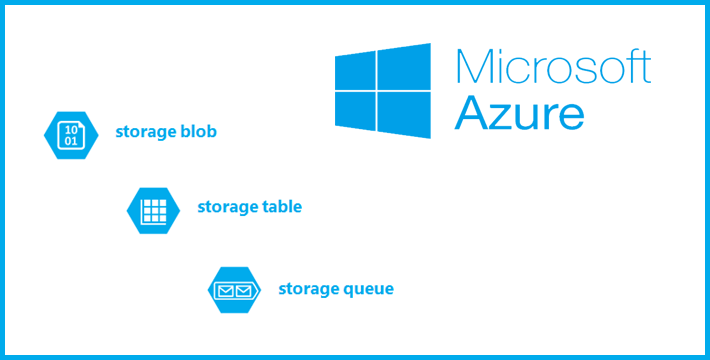 Microsoft
Azure
10
01
storage blob
storage table
storage queue